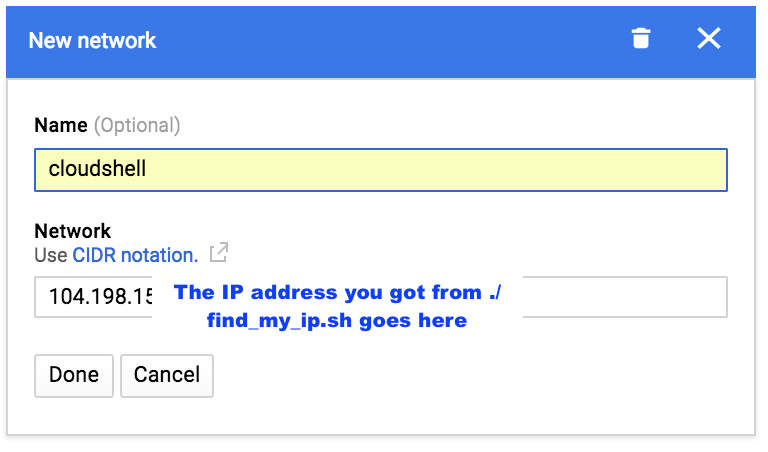 New network
Name (Optional)
cloudshell
Network
Use CIDR notation.
104.198.15
The IP address you got from ./
find_my_ip.sh goes here
Done
Cancel